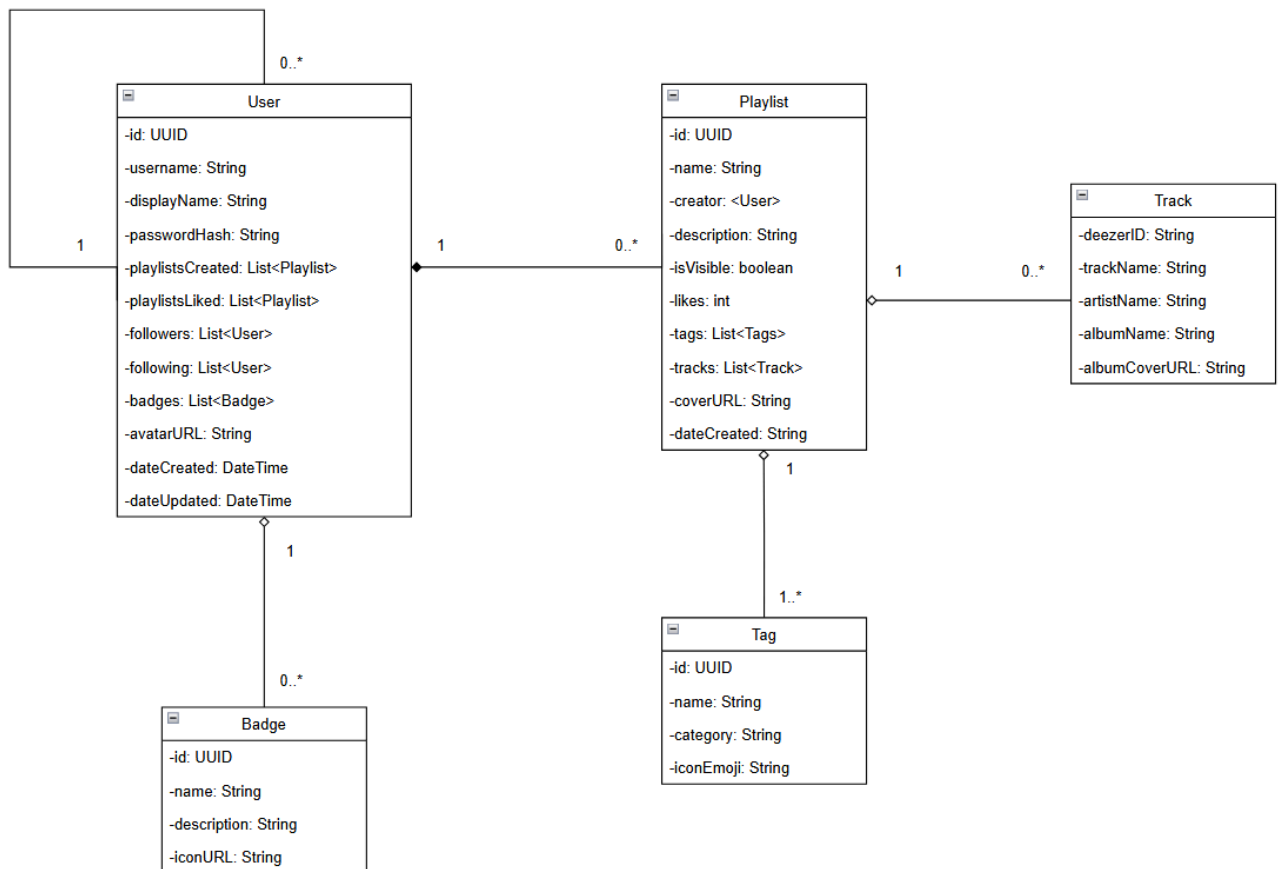 0..*
1
User
-id: UUID
-username: String
-displayName: String
-passwordHash: String
-playlistsCreated: List<Playlist>
-playlistsLiked: List<Playlist>
-followers: List<User>
-following: List<User>
-badges: List<Badge>
-avatarURL: String
-dateCreated: DateTime
-dateUpdated: DateTime
1
0..*
Playlist
-id: UUID
-name: String
-creator: <User>
-description: String
-isVisible: boolean
-likes: int
-tags: List<Tags>
-tracks: List<Track>
-coverURL: String
-dateCreated: String
1
0..*
Track
-deezerID: String
-trackName: String
-artistName: String
-albumName: String
-albumCoverURL: String
1
0..*
Badge
-id: UUID
-name: String
-description: String
-iconURL: String
1
1..*
Tag
-id: UUID
-name: String
-category: String
-iconEmoji: String